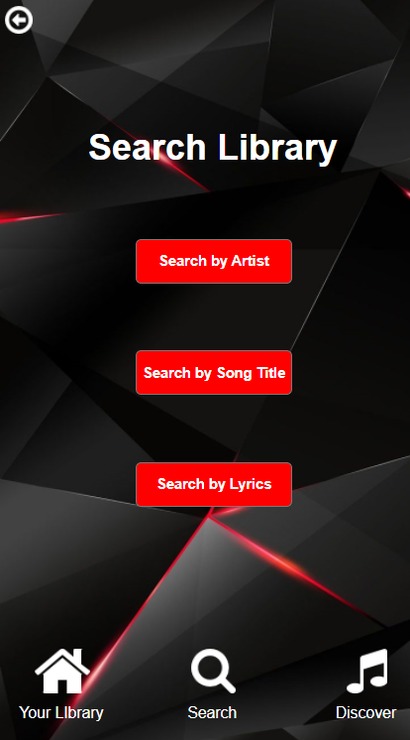 Search Library
Search by Artist
Search by Song Title
Search by Lyrics
Your LIbrary
Search
Discover